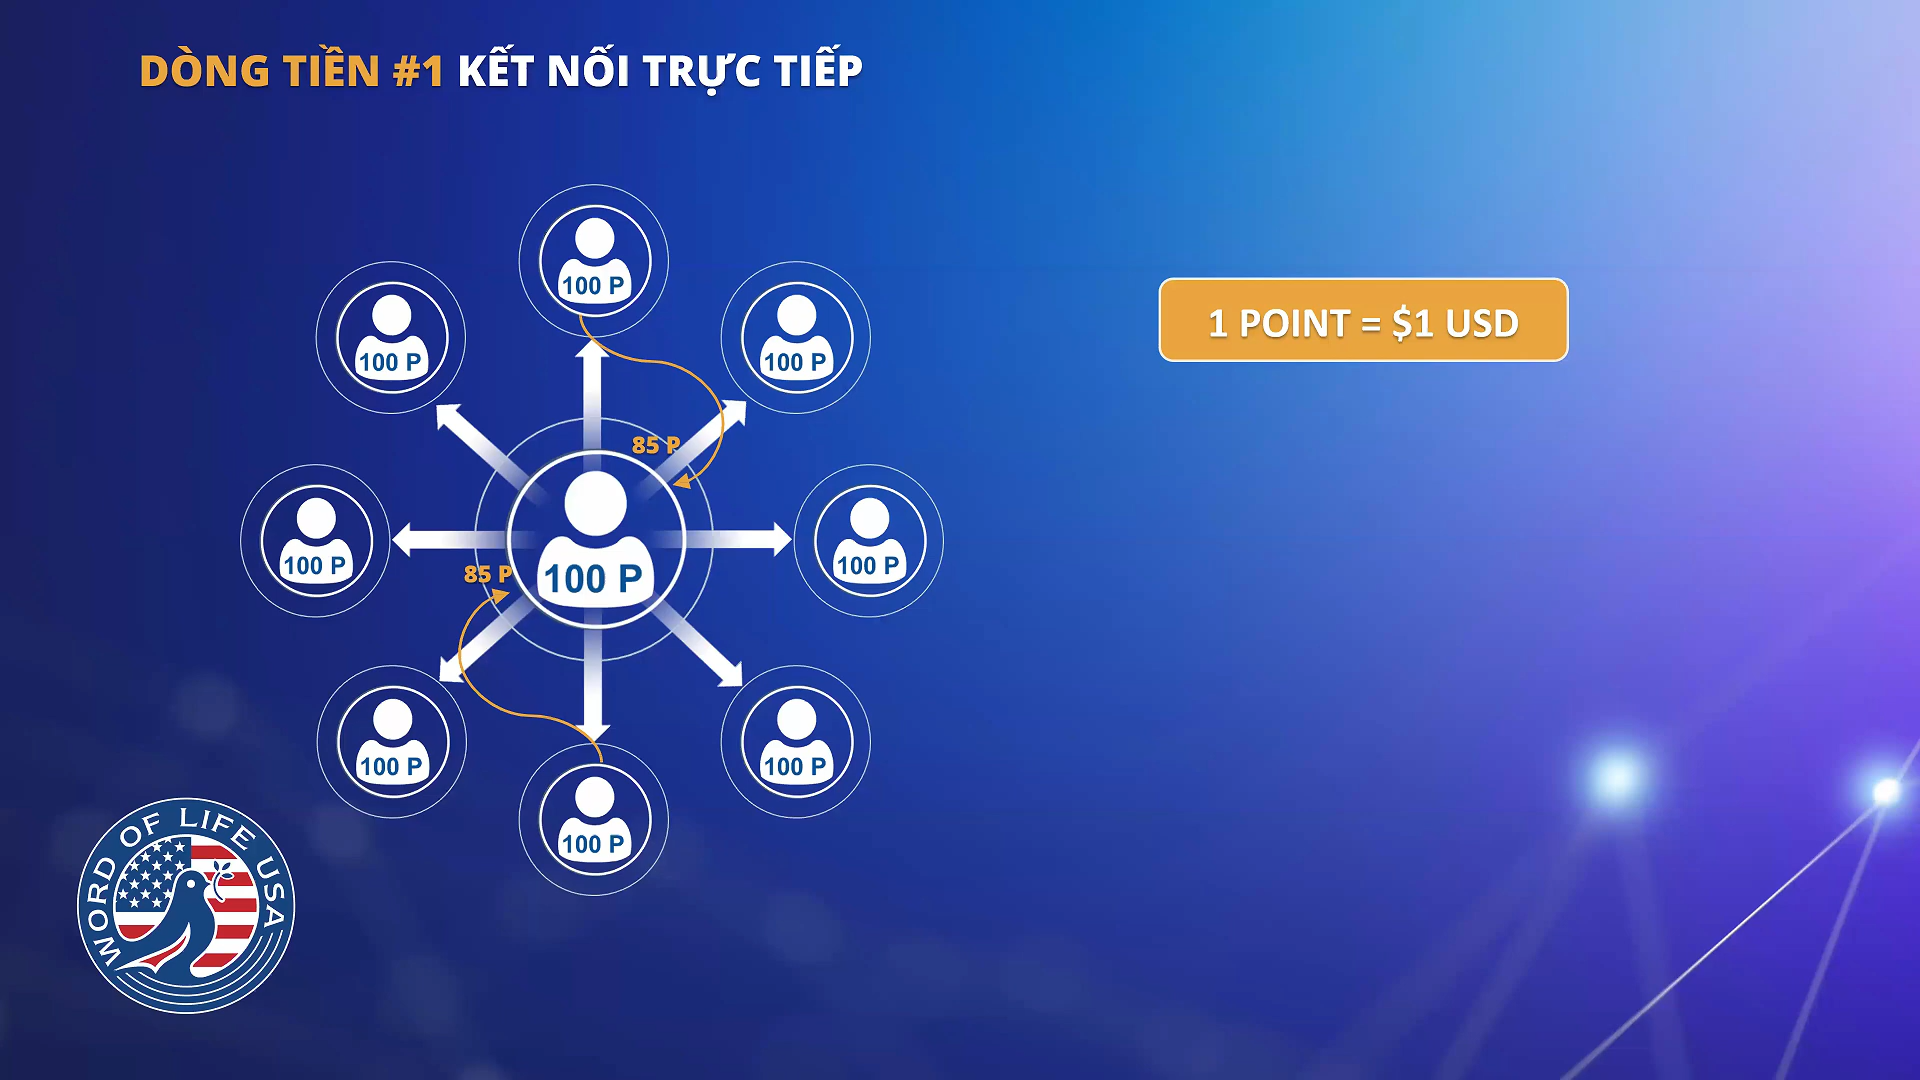 DÒNG TIỀN #1 KẾT NỐI TRỰC TIẾP
100 P
100 P
100 P
1 POINT = $1 USD
85 P
100 P
100 P
100 P
85 P
100 P
100 P
100 P
WORD OF LIFE USA